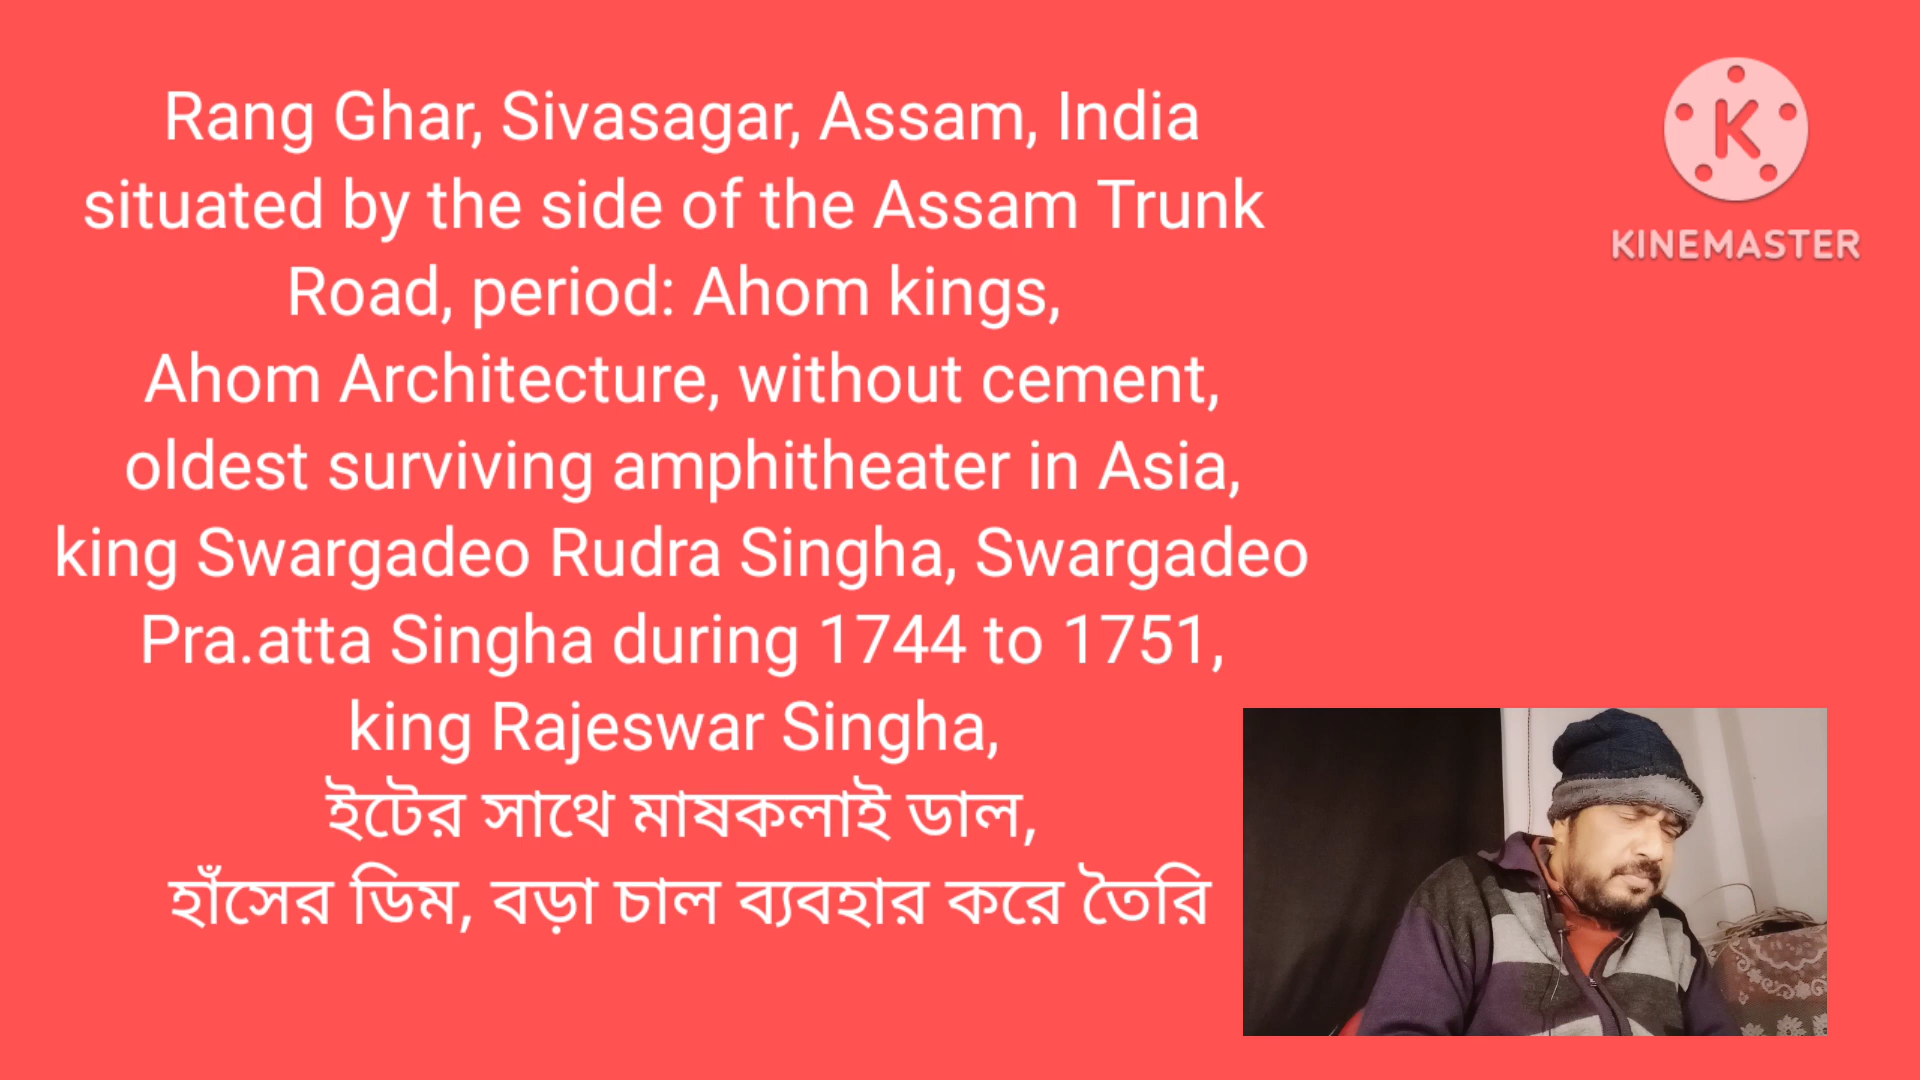 Rang Ghar, Sivasagar, Assam, India
situated by the side of the Assam Trunk
Road, period: Ahom kings,
Ahom Architecture, without cement,
oldest surviving amphitheater in Asia,
king Swargadeo Rudra Singha, Swargadeo
Pra.atta Singha during 1744 to 1751,
king Rajeswar Singha,
ইটের সাথে মাষকলাই ডাল,
হাঁসের ডিম, বড়া চাল ব্যবহার করে তৈরি
K
KINEMASTER